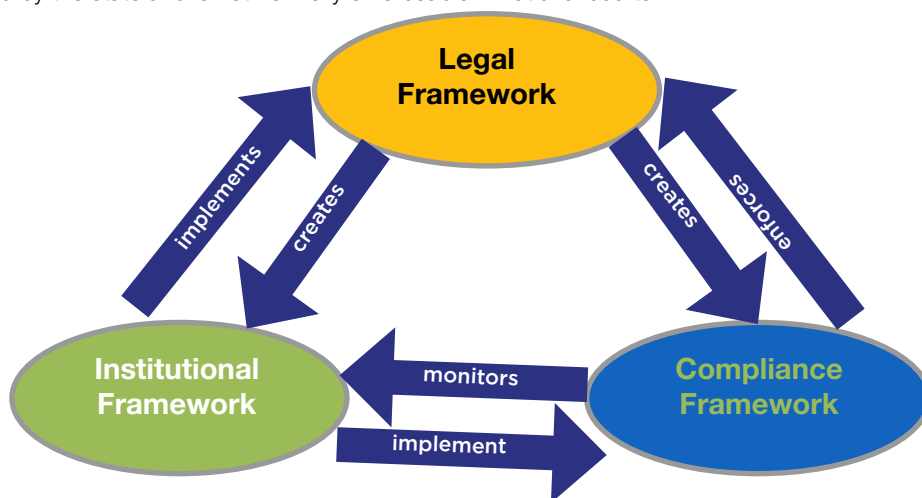 Legal
Framework
implements
creates
creates
enforces
Institutional
Framework
monitors
implement
Compliance
Framework